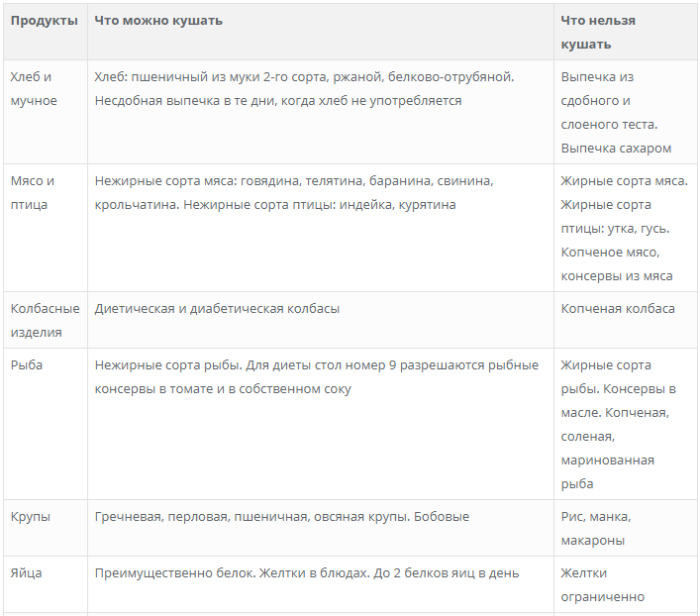 Продукты
Что можно кушать
Что нельзя
кушать
Хлеб и
мучное
Хлеб: пшеничный из муки 2-го сорта, ржаной, белково-отрубяной.
Несдобная выпечка в те дни, когда хлеб не употребляется
Выпечка из
сдобного и
слоеного теста.
Выпечка сахаром
Мясо и
птица
Нежирные сорта мяса: говядина, телятина, баранина, свинина,
крольчатина. Нежирные сорта птицы: индейка, курятина
Жирные сорта мяса.
Жирные сорта
птицы: утка, гусь.
Копченое мясо,
консервы из мяса
Колбасные
изделия
Диетическая и диабетическая колбасы
Копченая колбаса
Рыба
Нежирные сорта рыбы. Для диеты стол номер 9 разрешаются рыбные
консервы в томате и в собственном соку
Жирные сорта
рыбы. Консервы в
масле. Копченая,
соленая,
маринованная
рыба
Крупы
Гречневая, перловая, пшеничная, овсяная крупы. Бобовые
Рис, манка,
макароны
Яйца
Преимущественно белок. Желтки в блюдах. До 2 белков яиц в день
Желтки
ограниченно